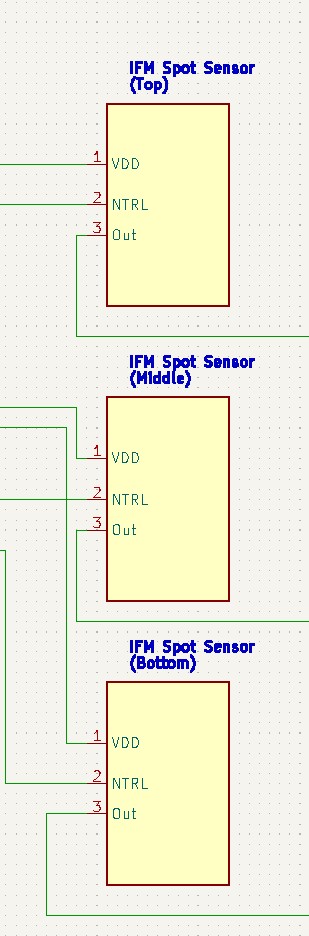 IFM Spot Sensor
(Top)
1 VDD
2 NTRL
3 Out
IFM Spot Sensor
(Middle)
1 VDD
2 NTRL
3 Out
IFM Spot Sensor
(Bottom)
1 VDD
2 NTRL
3 Out